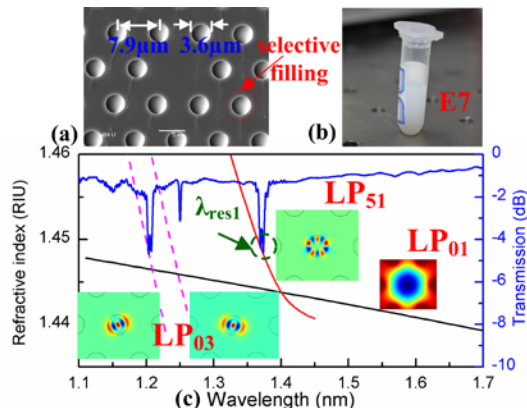 7.9μm
3.6μm
selective
filling
(a)
E7
(b)
1.46
1.45
1.44
Refractive index (RIU)
0
-2
-4
-6
-8
-10
Transmission (dB)
λres1
LP51
LP01
LP03
1.1
1.2
1.3
1.4
1.5
1.6
1.7
(c) Wavelength (nm)